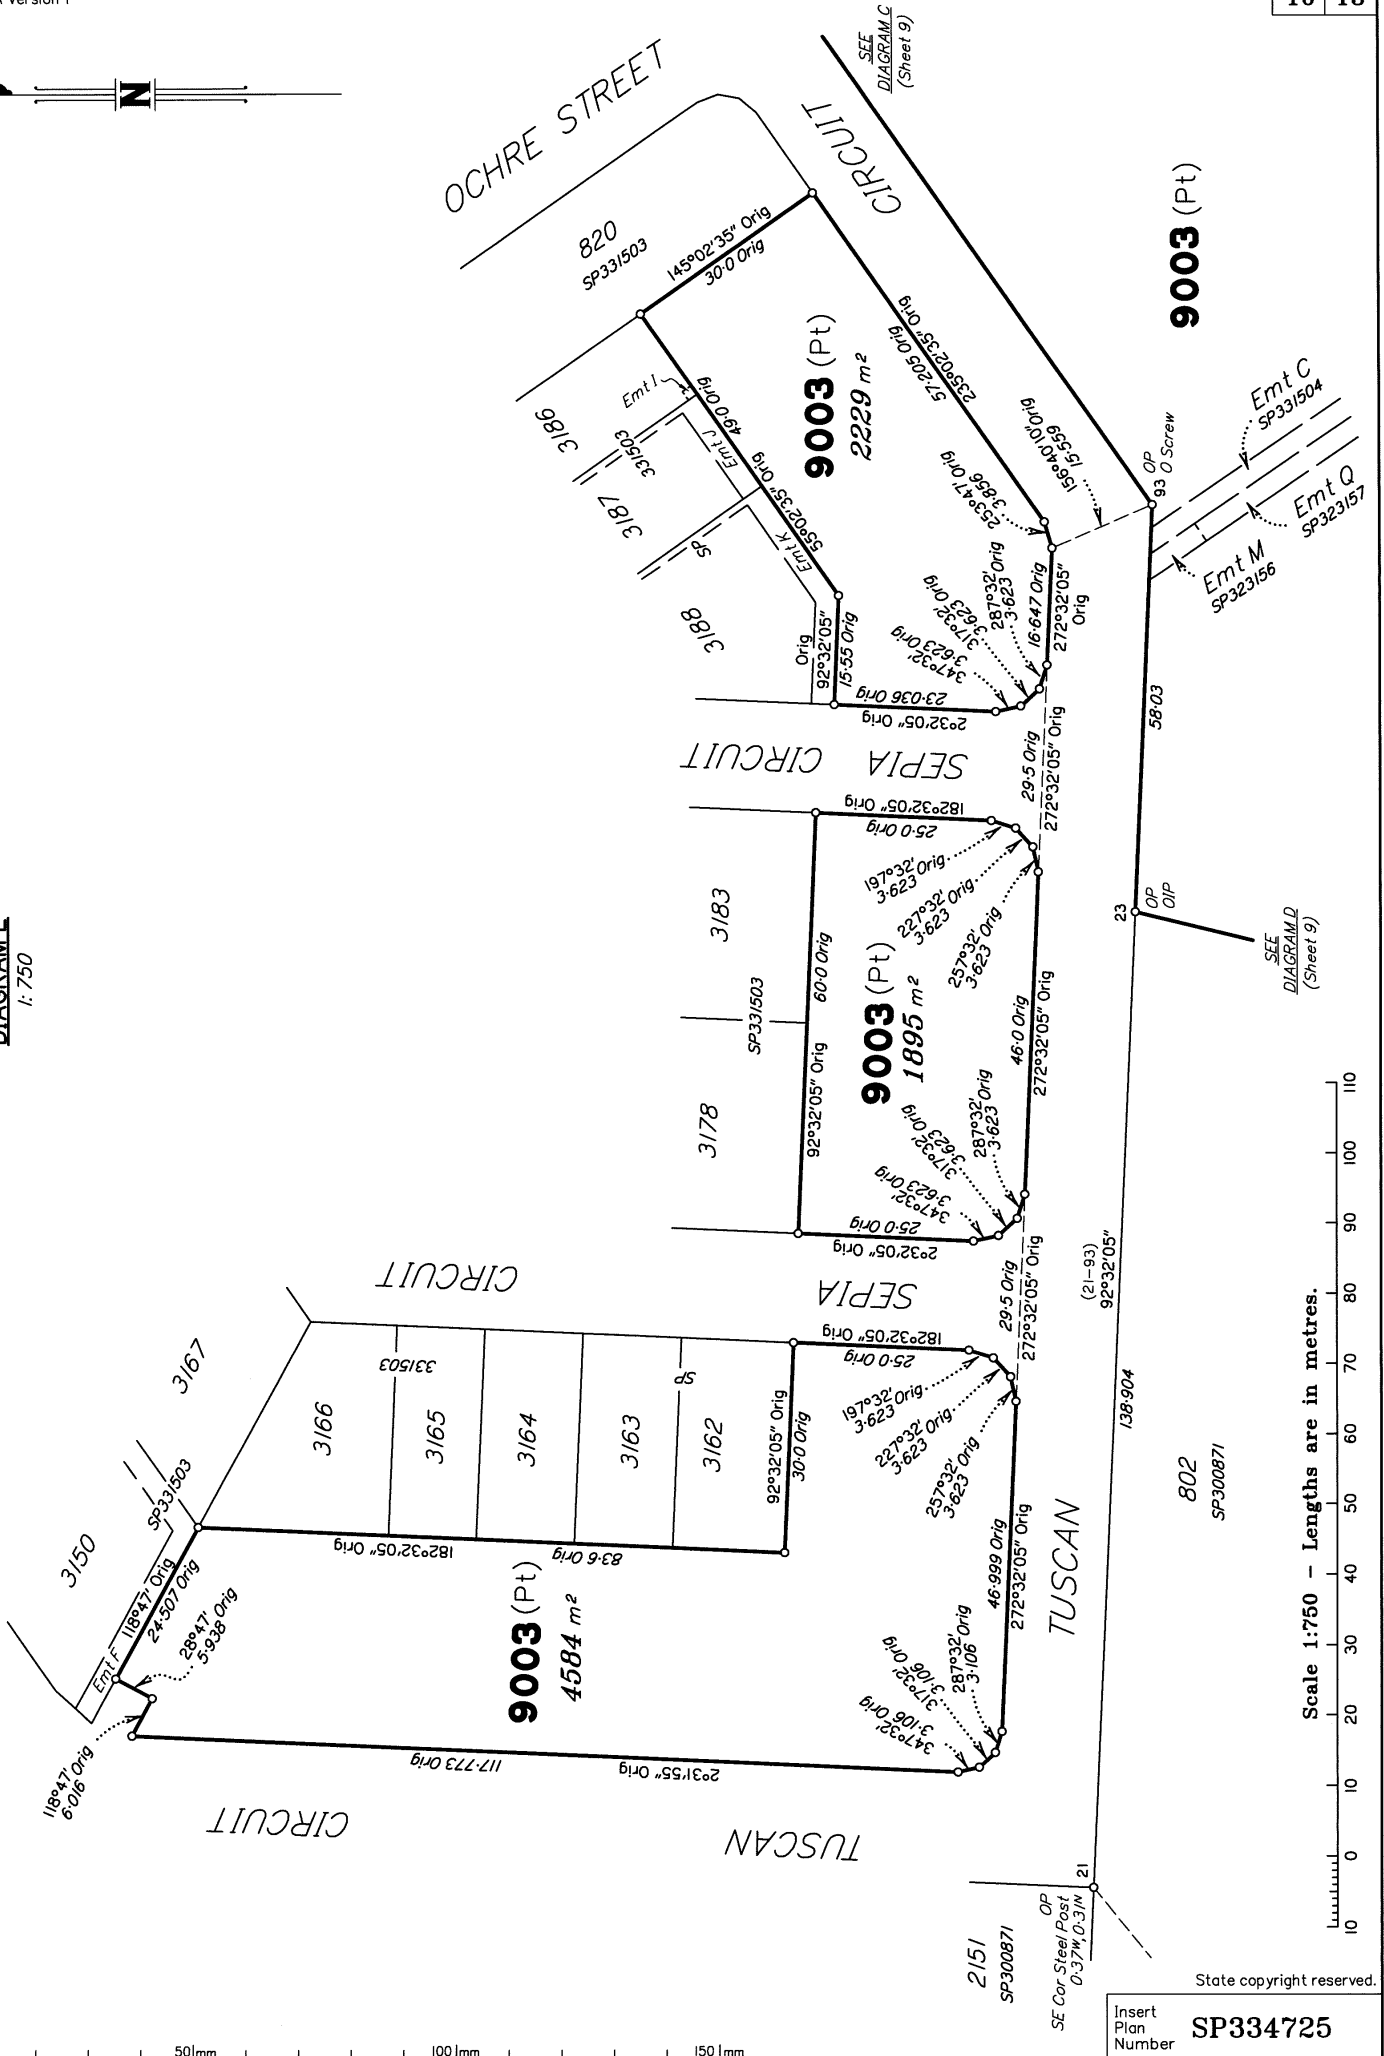 N
OCHRE STREET
SEE
DIAGRAM C
(Sheet 9)
CIRCUIT
820
SP331503
145°02'35" Orig
30·0 Orig
9003 (Pt)
3186
Emt I
49·0 Orig
331503
Emt J
9003 (Pt)
2229 m²
57·205 Orig
235°02'35" Orig
3187
SP
55°02'35" Orig
Emt K
3188
253°47' Orig
3·856
156°40'10" Orig
15·559
93
OP
O Screw
Emt C
SP331504
Emt Q
SP323157
Emt M
SP323156
Orig
92°32'05"
15·55 Orig
347°32'
3·623 Orig
317°32'
3·623 Orig
287°32' Orig
3·623
16·647 Orig
272°32'05"
Orig
23·036 Orig
2°32'05" Orig
58·03
SEPIA CIRCUIT
29·5 Orig
272°32'05" Orig
182°32'05" Orig
25·0 Orig
197°32' Orig
3·623
227°32' Orig
3·623
257°32' Orig
3·623
3183
60·0 Orig
SP331503
9003 (Pt)
1895 m²
46·0 Orig
272°32'05" Orig
23
OP
OIP
SEE
DIAGRAM D
(Sheet 9)
3178
92°32'05" Orig
347°32'
3·623 Orig
317°32'
3·623 Orig
287°32' Orig
3·623
25·0 Orig
2°32'05" Orig
DIAGRAM E
1:750
SEPIA CIRCUIT
29·5 Orig
272°32'05" Orig
(21-93)
92°32'05"
138·904
182°32'05" Orig
25·0 Orig
197°32' Orig
3·623
227°32' Orig
3·623
257°32' Orig
3·623
3167
3166
331503
3165
3164
3163
SP
3162
92°32'05" Orig
30·0 Orig
3150
SP331503
Emt F
118°47' Orig
24·507 Orig
28°47' Orig
5·938
182°32'05" Orig
83·6 Orig
9003 (Pt)
4584 m²
46·999 Orig
272°32'05" Orig
TUSCAN
802
SP300871
347°32'
3·106 Orig
317°32'
3·106 Orig
287°32' Orig
3·106
118°47' Orig
6·016
117·773 Orig
2°31'55" Orig
TUSCAN CIRCUIT
21
OP
SE Cor Steel Post
0·37W, 0·31N
2151
SP300871
10 0 10 20 30 40 50 60 70 80 90 100 110
Scale 1:750 – Lengths are in metres.
State copyright reserved.
Insert
Plan
Number
SP334725
50 mm 100 mm 150 mm